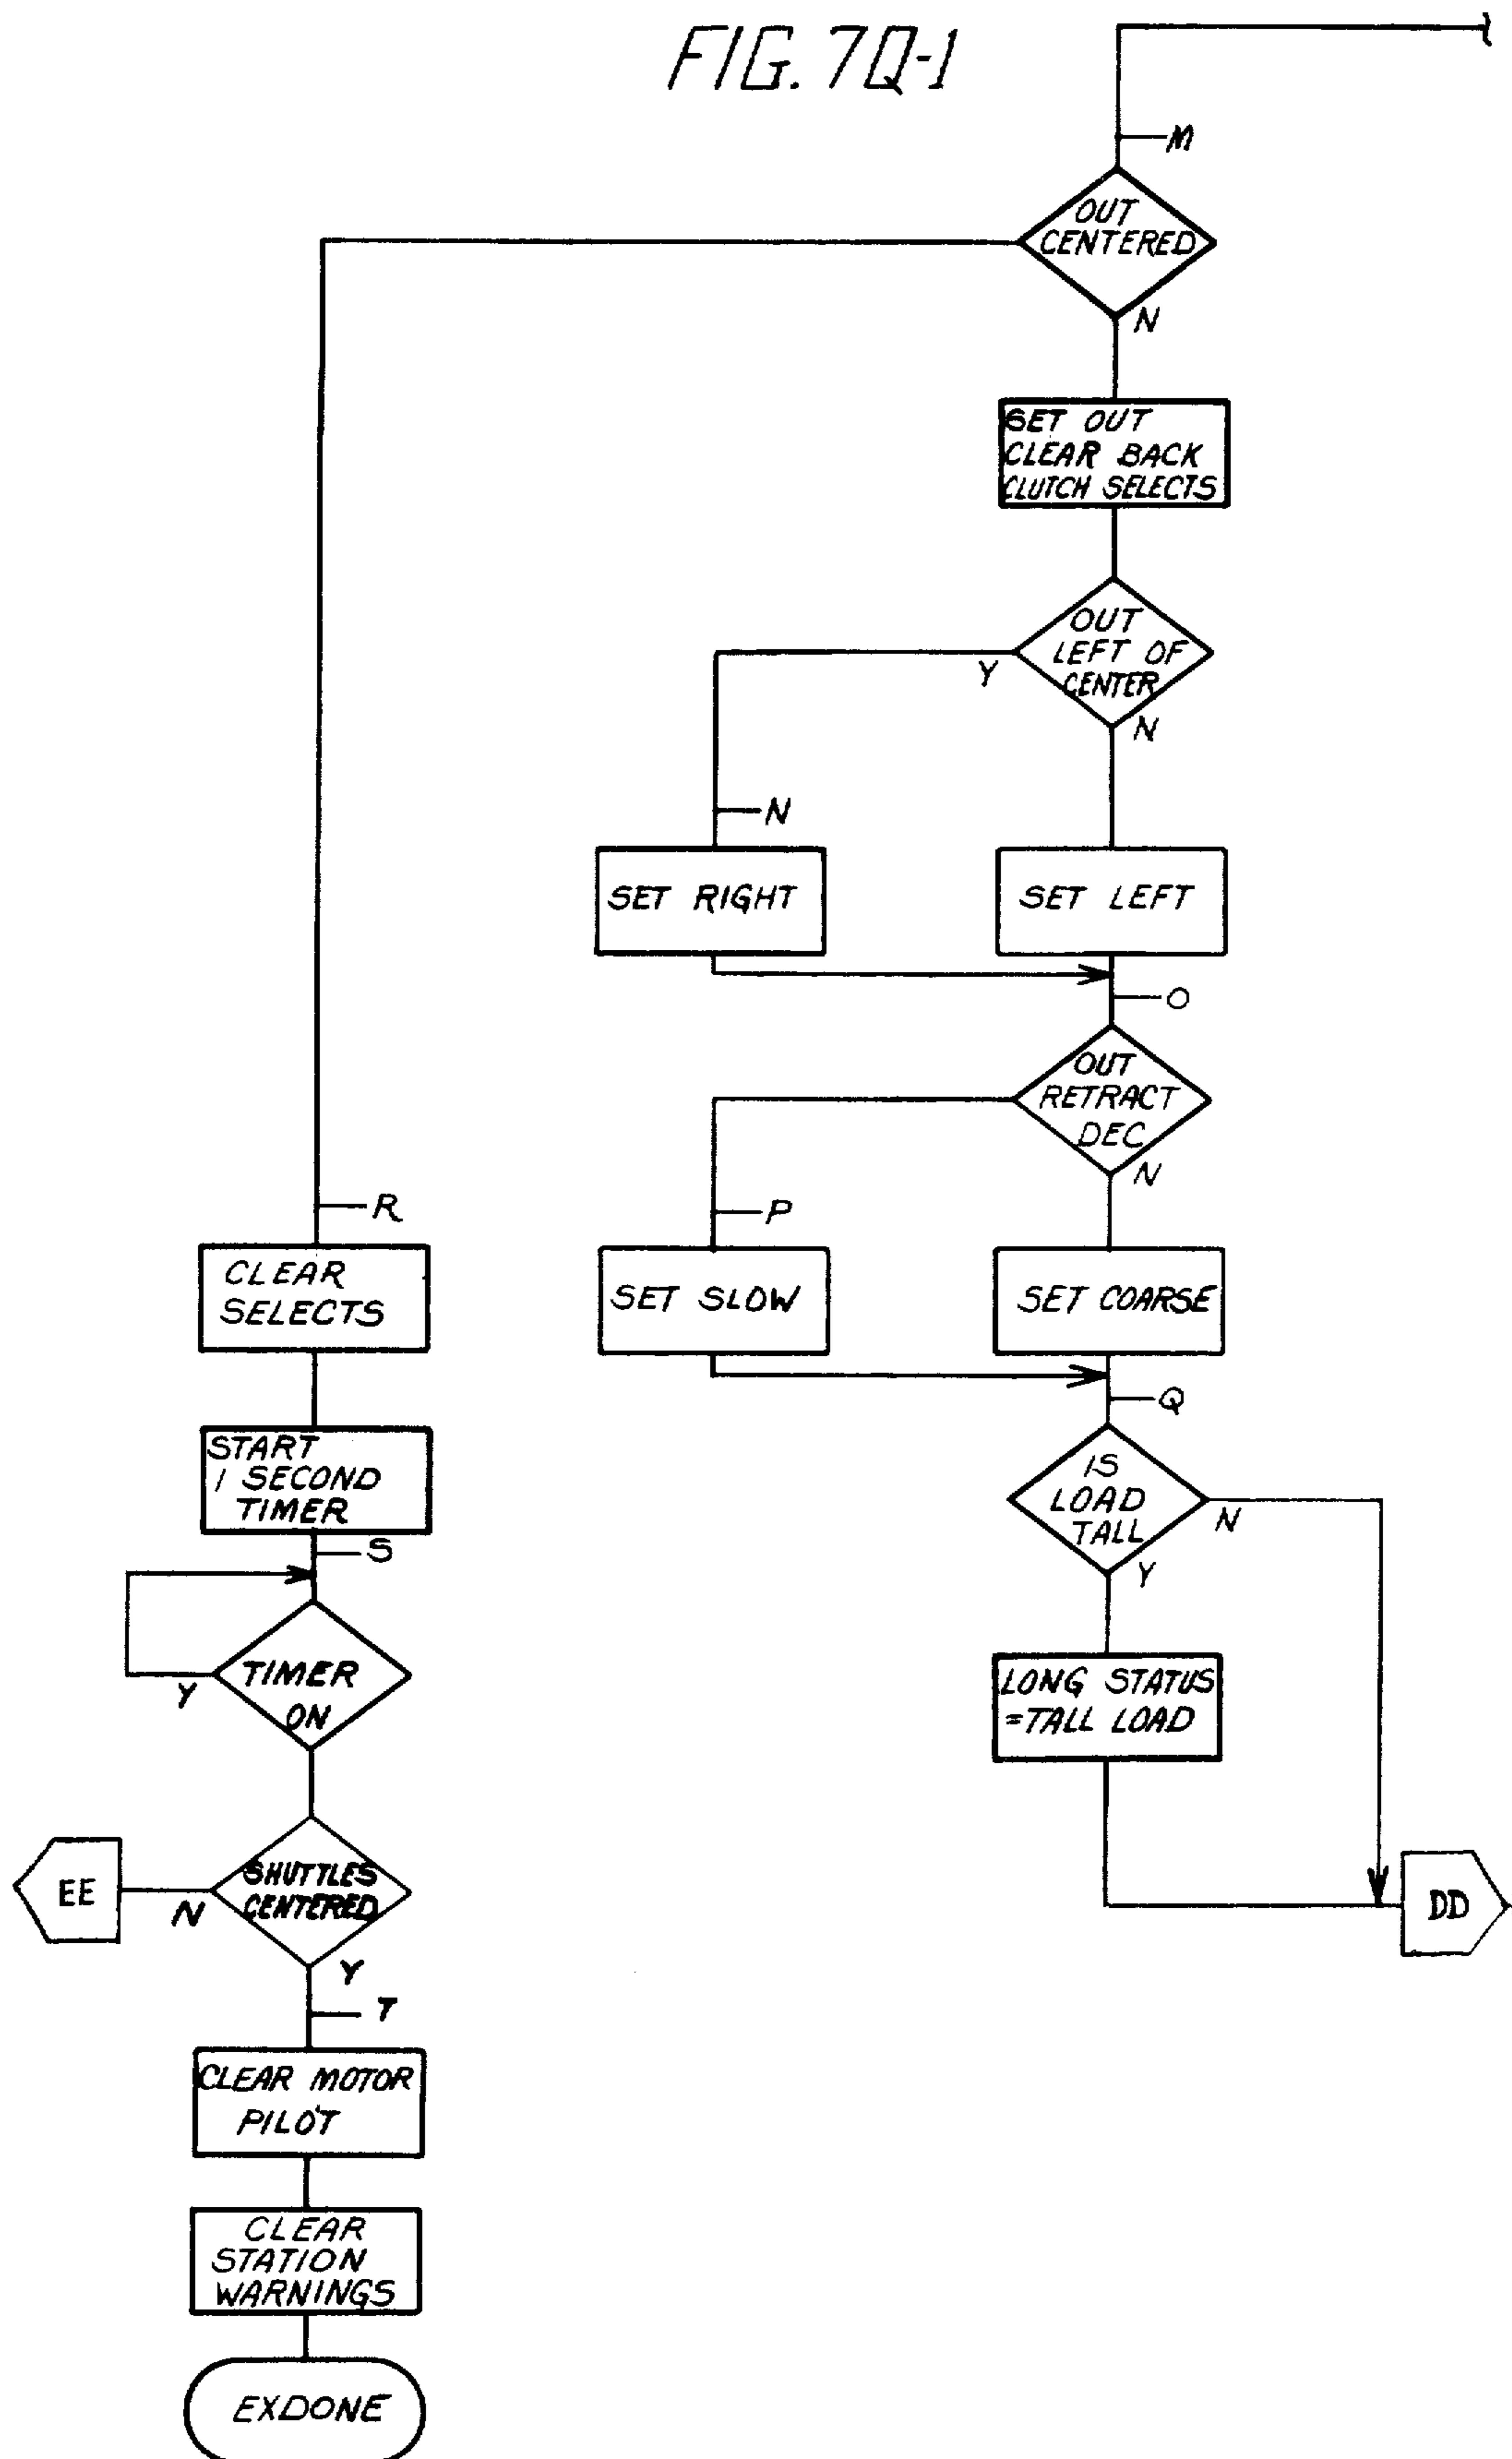 FIG. 7Q-1
M
OUT
CENTERED
N
SET OUT
CLEAR BACK
CLUTCH SELECTS
OUT
LEFT OF
CENTER
Y
N
N
SET RIGHT
SET LEFT
O
OUT
RETRACT
DEC
N
P
SET SLOW
SET COARSE
Q
IS
LOAD
TALL
N
Y
LONG STATUS
=TALL LOAD
DD
R
CLEAR
SELECTS
START
1 SECOND
TIMER
S
TIMER
ON
Y
SHUTTLES
CENTERED
EE
N
Y
T
CLEAR MOTOR
PILOT
CLEAR
STATION
WARNINGS
EXDONE